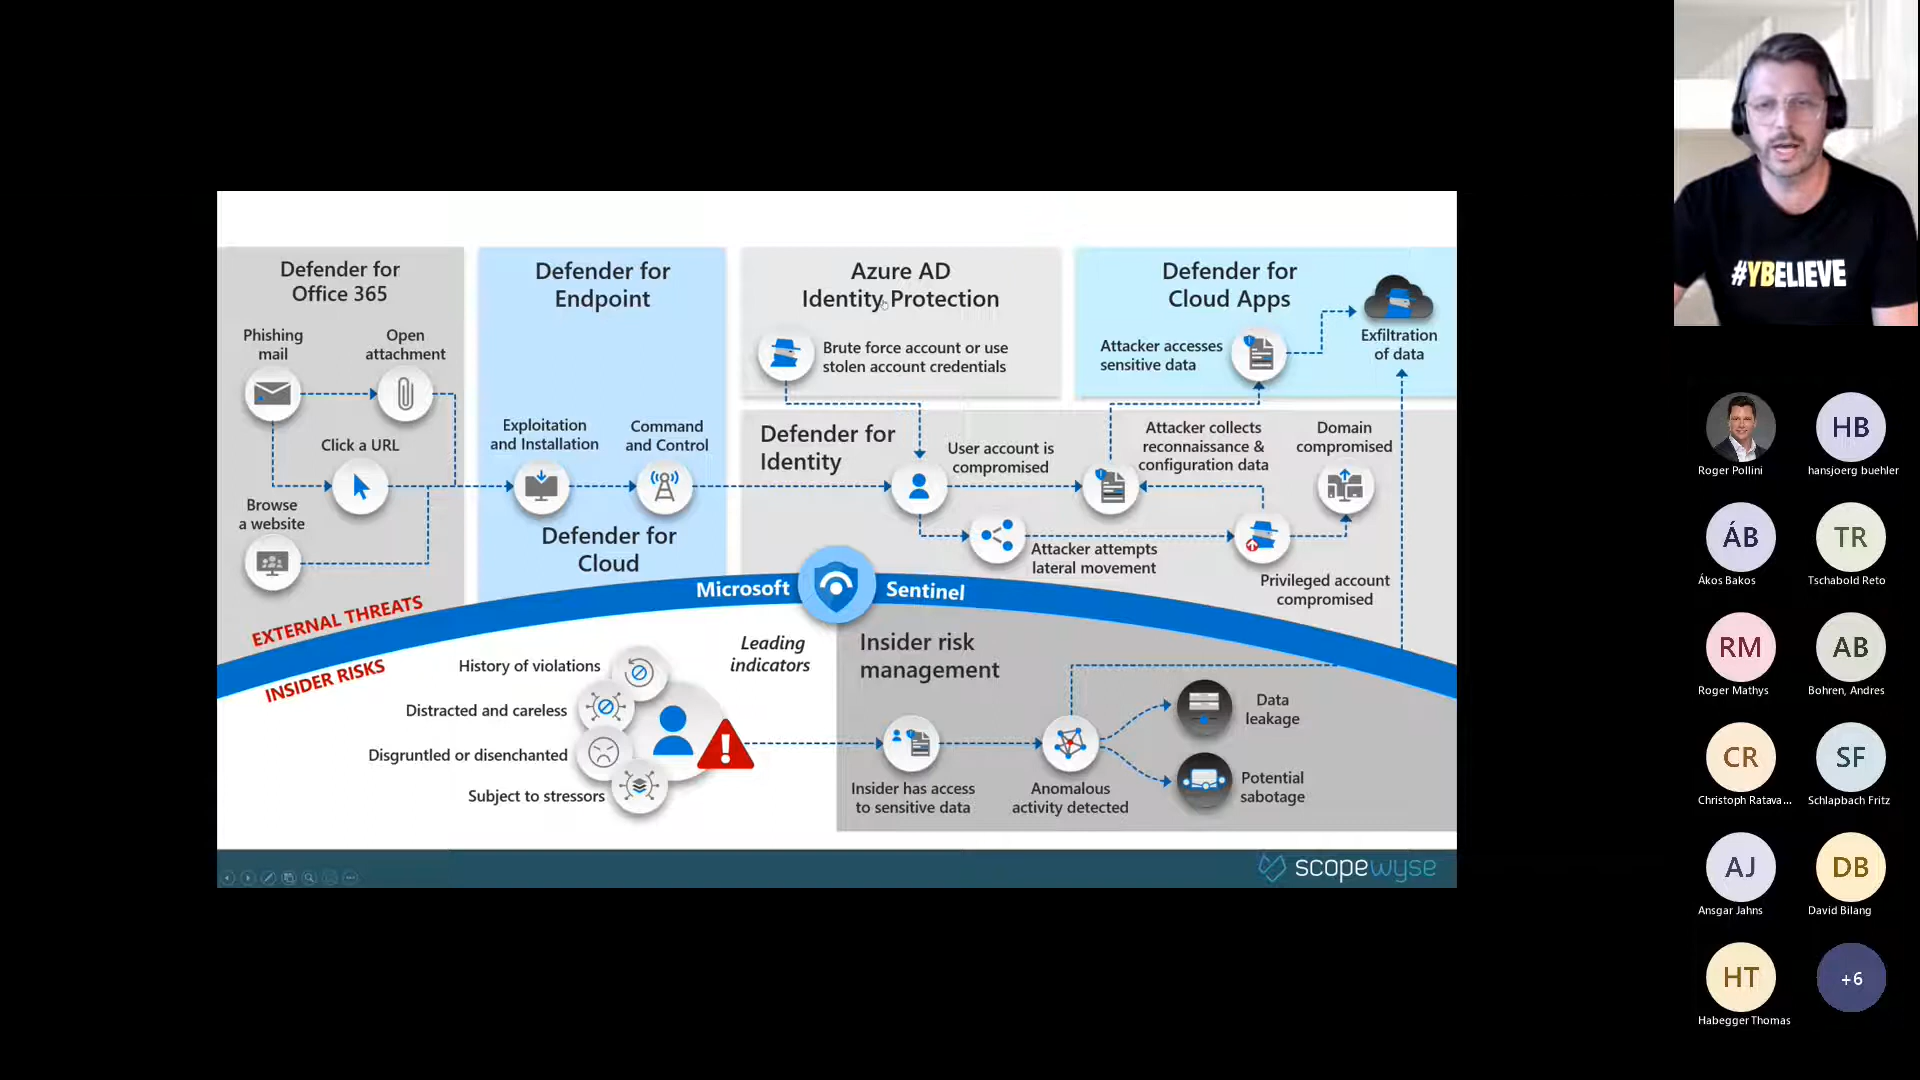 Defender for
Office 365
Phishing
mail
Open
attachment
Click a URL
Browse
a website
Defender for
Endpoint
Exploitation
and Installation
Command
and Control
Defender for
Cloud
Azure AD
Identity Protection
Brute force account or use
stolen account credentials
Defender for
Identity
User account is
compromised
Attacker attempts
lateral movement
Defender for
Cloud Apps
Attacker accesses
sensitive data
Exfiltration
of data
Attacker collects
reconnaissance &
configuration data
Domain
compromised
Privileged account
compromised
EXTERNAL THREATS
Microsoft
Sentinel
INSIDER RISKS
Leading
indicators
History of violations
Distracted and careless
Disgruntled or disenchanted
Subject to stressors
Insider risk
management
Insider has access
to sensitive data
Anomalous
activity detected
Data
leakage
Potential
sabotage
scopewyse
#YBELIEVE
Roger Pollini
HB
hansjoerg buehler
ÁB
Ákos Bakos
TR
Tschabold Reto
RM
Roger Mathys
AB
Bohren, Andres
CR
Christoph Ratava...
SF
Schlapbach Fritz
AJ
Ansgar Jahns
DB
David Bilang
HT
Habegger Thomas
+6